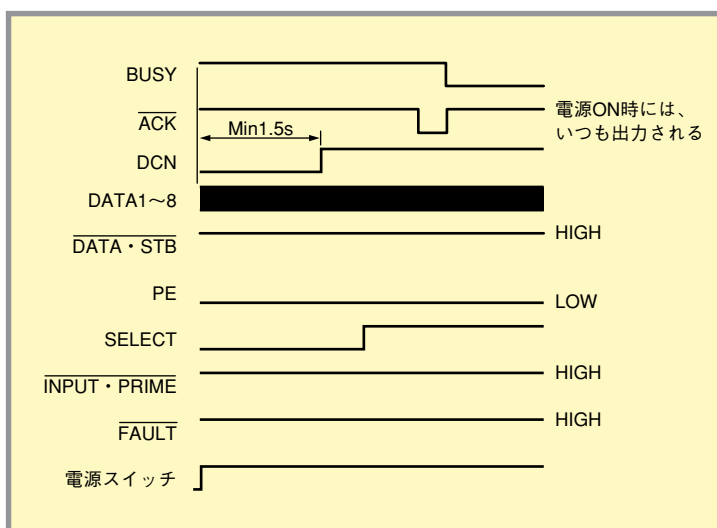 BUSY
ACK
電源ON時には、
いつも出力される
Min1.5s
DCN
DATA1～8
DATA・STB
HIGH
PE
LOW
SELECT
INPUT・PRIME
HIGH
FAULT
HIGH
電源スイッチ